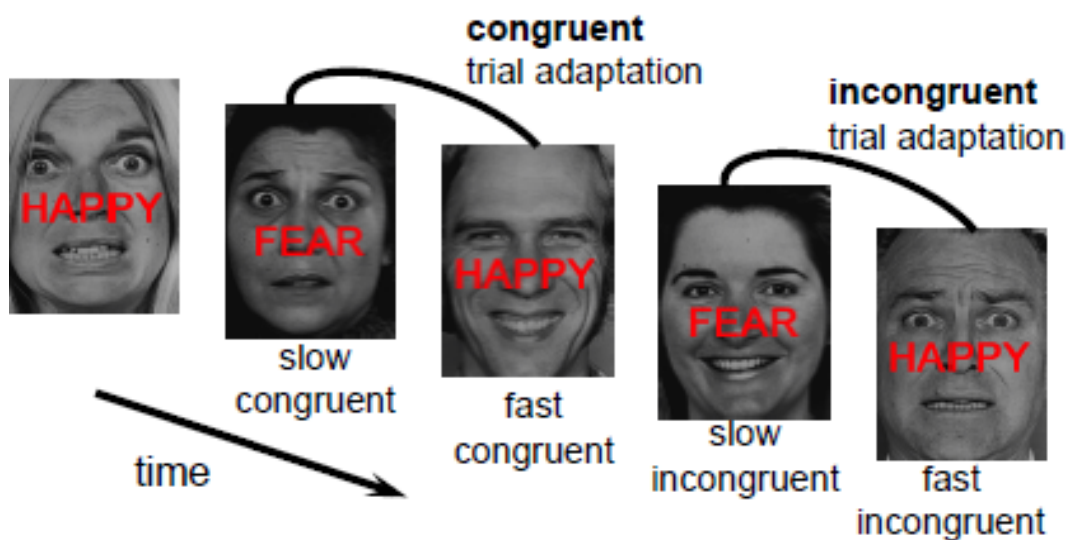 congruent
trial adaptation
incongruent
trial adaptation
HAPPY
FEAR
HAPPY
FEAR
HAPPY
slow
congruent
fast
congruent
slow
incongruent
fast
incongruent
time